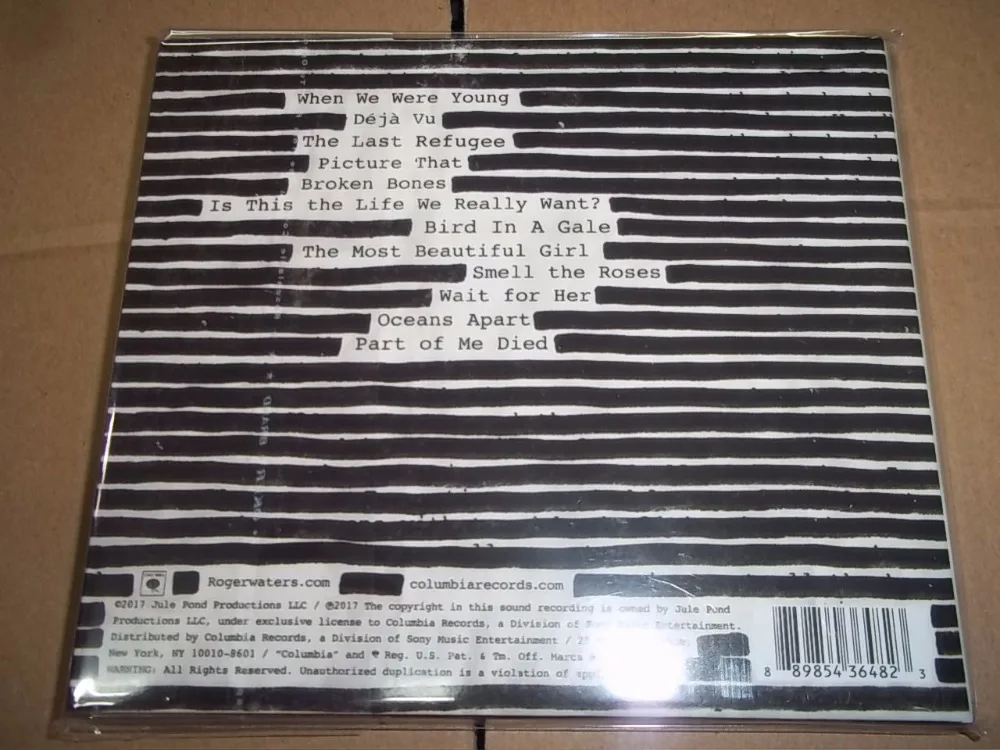 When We Were Young
Déjà Vu
The Last Refugee
Picture That
Broken Bones
Is This the Life We Really Want?
Bird In A Gale
The Most Beautiful Girl
Smell the Roses
Wait for Her
Oceans Apart
Part of Me Died
Rogerwaters.com columbiarecords.com
©2017 Jule Pond Productions LLC / ℗2017 The copyright in this sound recording is owned by Jule Pond
Productions LLC, under exclusive license to Columbia Records, a Division of Sony Music Entertainment.
Distributed by Columbia Records, a Division of Sony Music Entertainment / 25
New York, NY 10010-8601 / "Columbia" and Reg. U.S. Pat. & Tm. Off. Marca
WARNING: All Rights Reserved. Unauthorized duplication is a violation of
8 89854 36482 3